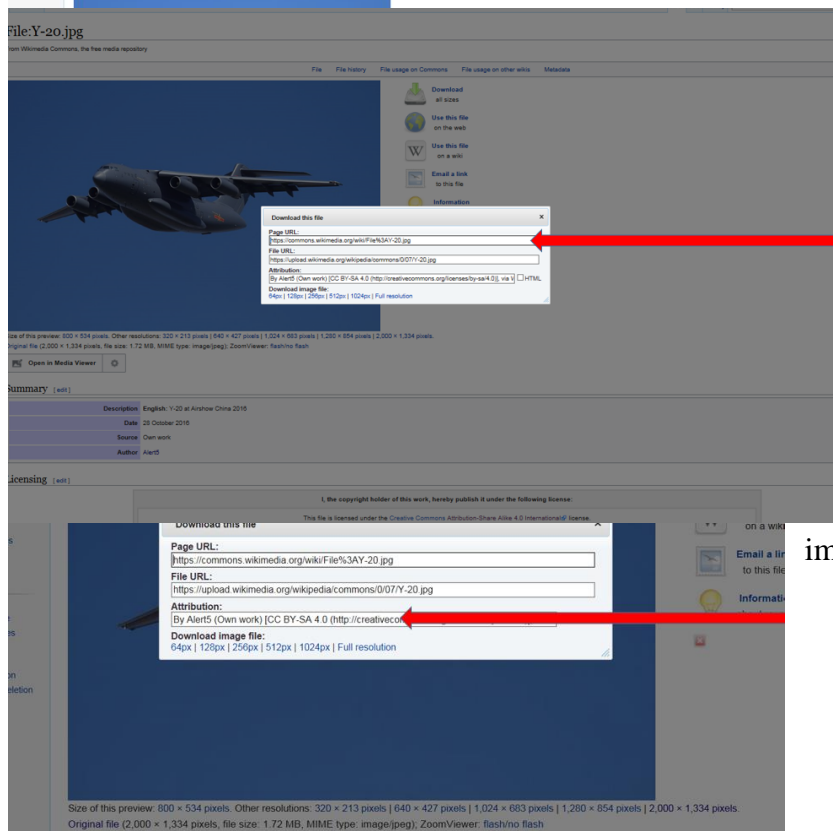 File:Y-20.jpg
From Wikimedia Commons, the free media repository
File File history File usage on Commons File usage on other wikis Metadata
Download
all sizes
Use this file
on the web
W
Use this file
on a wiki
Email a link
to this file
Information
Download this file x
Page URL:
https://commons.wikimedia.org/wiki/File%3AY-20.jpg
File URL:
https://upload.wikimedia.org/wikipedia/commons/0/07/Y-20.jpg
Attribution:
By Alert5 (Own work) [CC BY-SA 4.0 (http://creativecommons.org/licenses/by-sa/4.0)], via HTML
Download image file:
64px | 128px | 256px | 512px | 1024px | Full resolution
Size of this preview: 800 × 534 pixels. Other resolutions: 320 × 213 pixels | 640 × 427 pixels | 1,024 × 683 pixels | 1,280 × 854 pixels | 2,000 × 1,334 pixels.
Original file (2,000 × 1,334 pixels, file size: 1.72 MB, MIME type: image/jpeg); ZoomViewer: flash/no flash
Open in Media Viewer
Summary [edit]
Description English: Y-20 at Airshow China 2016
Date 28 October 2016
Source Own work
Author Alert5
Licensing [edit]
I, the copyright holder of this work, hereby publish it under the following license:
This file is licensed under the Creative Commons Attribution-Share Alike 4.0 International license.
Download this file
on a wiki
Page URL:
https://commons.wikimedia.org/wiki/File%3AY-20.jpg
File URL:
https://upload.wikimedia.org/wikipedia/commons/0/07/Y-20.jpg
Attribution:
By Alert5 (Own work) [CC BY-SA 4.0 (http://creativecon
Download image file:
64px | 128px | 256px | 512px | 1024px | Full resolution
Email a lin
to this file
Informati
im
Size of this preview: 800 × 534 pixels. Other resolutions: 320 × 213 pixels | 640 × 427 pixels | 1,024 × 683 pixels | 1,280 × 854 pixels | 2,000 × 1,334 pixels.
Original file (2,000 × 1,334 pixels, file size: 1.72 MB, MIME type: image/jpeg); ZoomViewer: flash/no flash